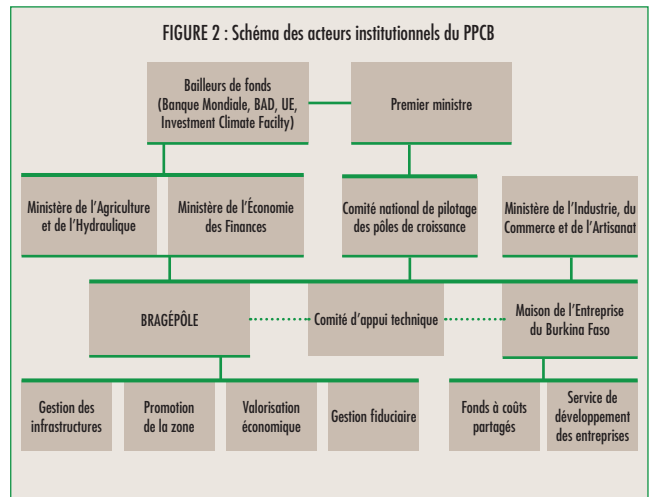 FIGURE 2 : Schéma des acteurs institutionnels du PPCB
Bailleurs de fonds
(Banque Mondiale, BAD, UE,
Investment Climate Facilty)
Premier ministre
Ministère de l'Agriculture
et de l'Hydraulique
Ministère de l'Économie
des Finances
Comité national de pilotage
des pôles de croissance
Ministère de l'Industrie, du
Commerce et de l'Artisanat
BRAGÉPÔLE
Comité d'appui technique
Maison de l'Entreprise
du Burkina Faso
Gestion des
infrastructures
Promotion
de la zone
Valorisation
économique
Gestion fiduciaire
Fonds à coûts
partagés
Service de
développement
des entreprises